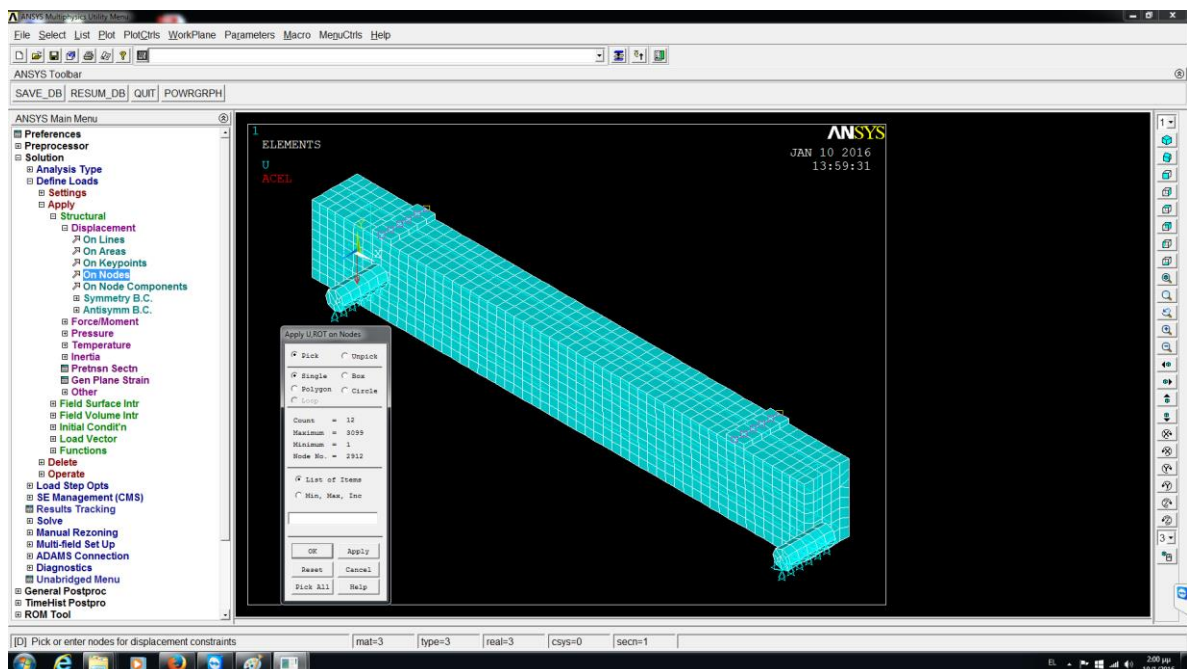 ANSYS Multiphysics Utility Menu
File Select List Plot PlotCtrls WorkPlane Parameters Macro MenuCtrls Help
ANSYS Toolbar
SAVE_DB RESUM_DB QUIT POWRGRPH
ANSYS Main Menu
Preferences
Preprocessor
Solution
Analysis Type
Define Loads
Settings
Apply
Structural
Displacement
On Lines
On Areas
On Keypoints
On Nodes
On Node Components
Symmetry B.C.
Antisymm B.C.
Force/Moment
Pressure
Temperature
Inertia
Pretnsn Sectn
Gen Plane Strain
Other
Field Surface Intr
Field Volume Intr
Initial Condit'n
Load Vector
Functions
Delete
Operate
Load Step Opts
SE Management (CMS)
Results Tracking
Solve
Manual Rezoning
Multi-field Set Up
ADAMS Connection
Diagnostics
Unabridged Menu
General Postproc
TimeHist Postpro
ROM Tool
1
ELEMENTS
U
ACEL
ANSYS
JAN 10 2016
13:59:31
Apply U,ROT on Nodes
Pick Unpick
Single Box
Polygon Circle
Loop
Count = 12
Maximum = 3099
Minimum = 1
Node No. = 2912
List of Items
Min, Max, Inc
OK Apply
Reset Cancel
Pick All Help
1
3
[D] Pick or enter nodes for displacement constraints
mat=3 type=3 real=3 csys=0 secn=1
EL 2:00 μμ